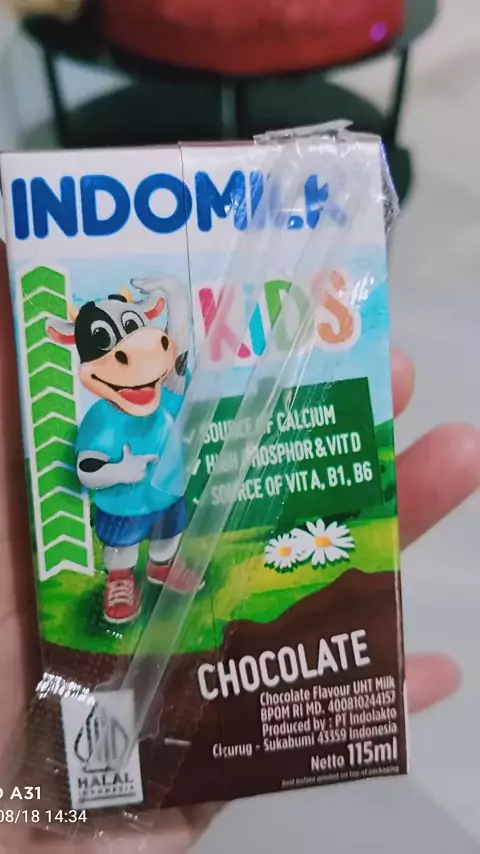 INDOMILK
KiDS
SOURCE OF CALCIUM
HIGH PHOSPHOR & VIT D
SOURCE OF VIT A, B1, B6
CHOCOLATE
Chocolate Flavour UHT Milk
BPOM RI MD. 40081024457
Produced by : PT Indolakto
Cicurug - Sukabumi 43359 Indonesia
Netto 115ml
Best before printed on top of packaging
HALAL
INDONESIA
A31
08/18 14:34